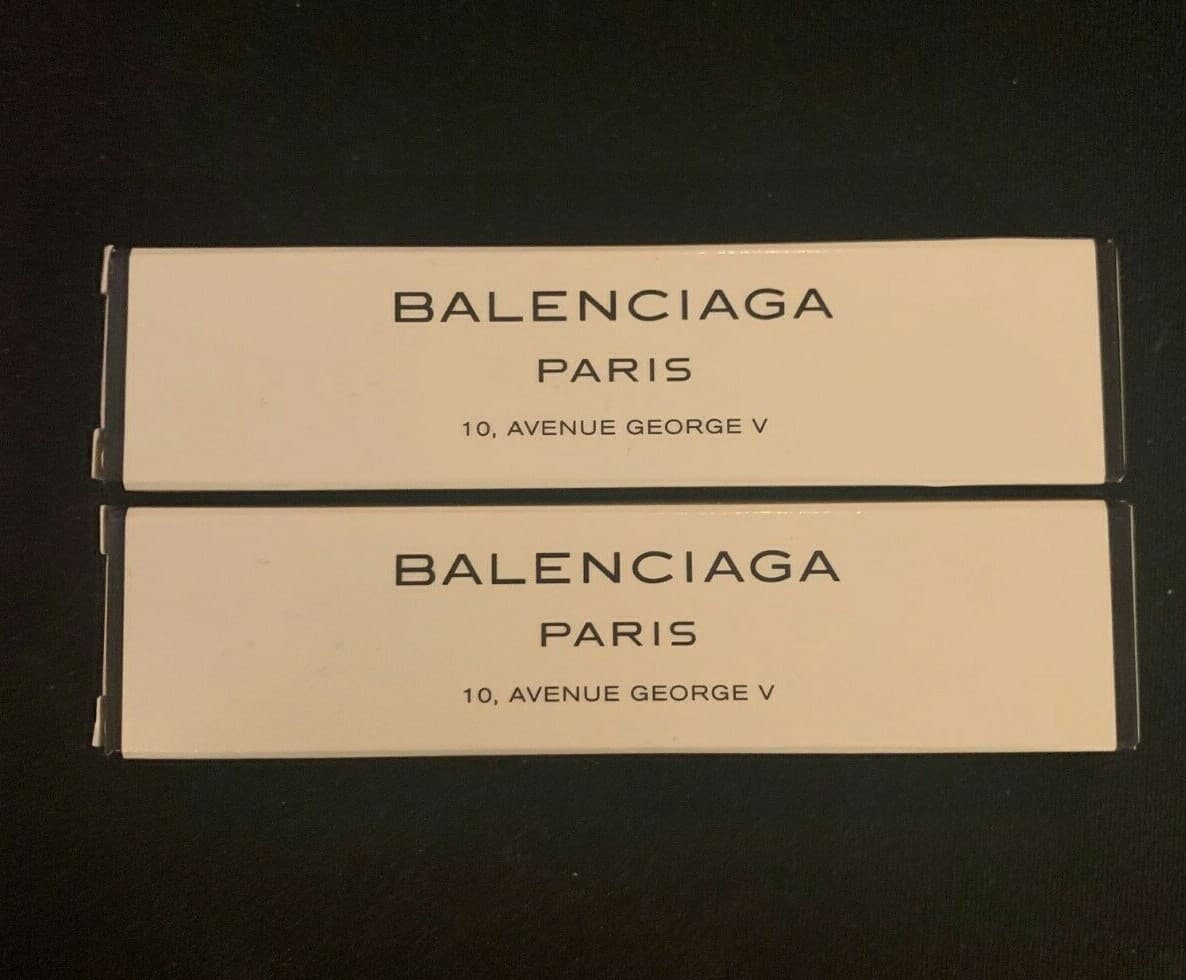 BALENCIAGA
PARIS
10, AVENUE GEORGE V
BALENCIAGA
PARIS
10, AVENUE GEORGE V